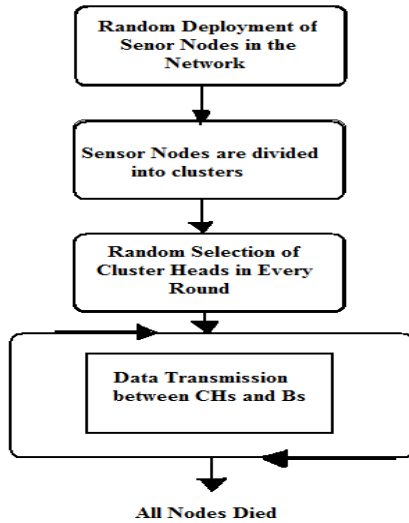 Random Deployment of
Senor Nodes in the
Network
Sensor Nodes are divided
into clusters
Random Selection of
Cluster Heads in Every
Round
Data Transmission
between CHs and Bs
All Nodes Died